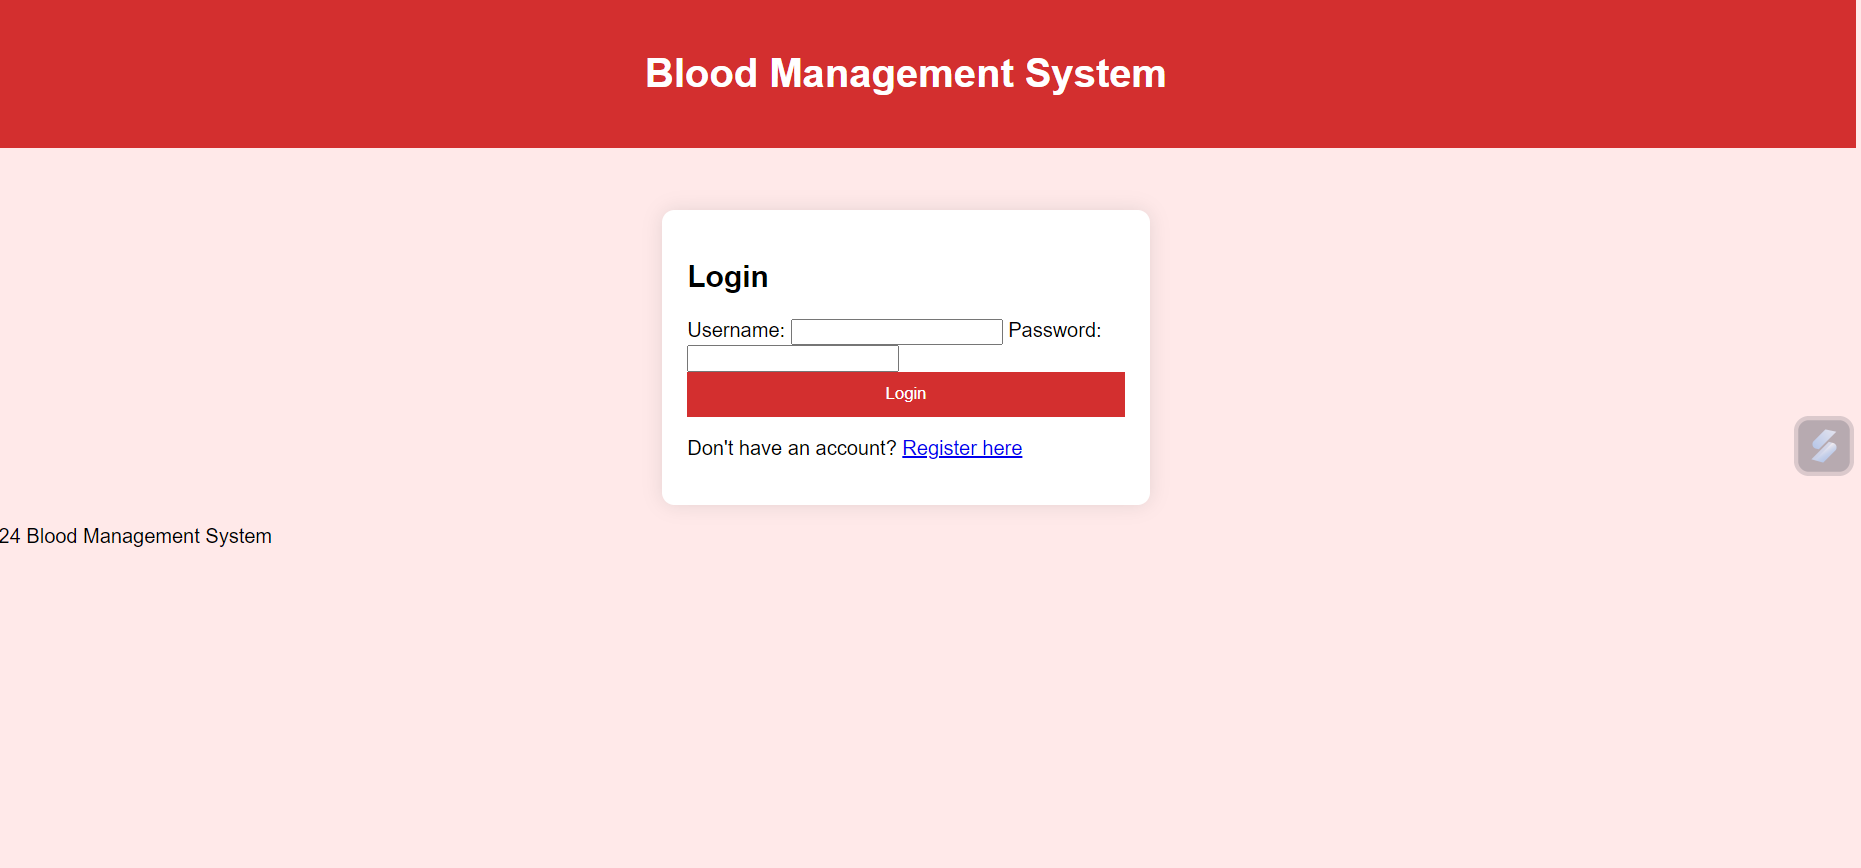 Blood Management System
Login
Username: Password:
Login
Don't have an account? Register here
24 Blood Management System